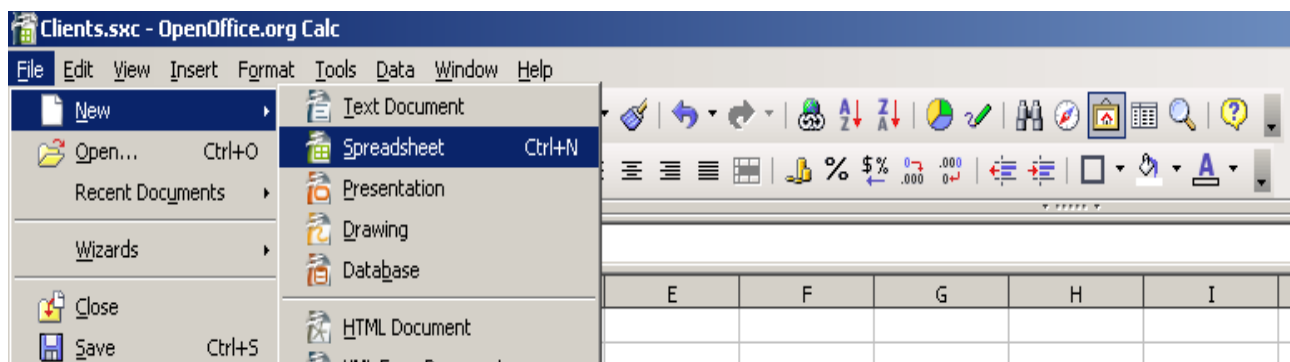 Clients.sxc - OpenOffice.org Calc
File Edit View Insert Format Tools Data Window Help
New
Text Document
Open... Ctrl+O
Spreadsheet Ctrl+N
Recent Documents
Presentation
Wizards
Drawing
Database
Close
HTML Document
Save Ctrl+S
E F G H I